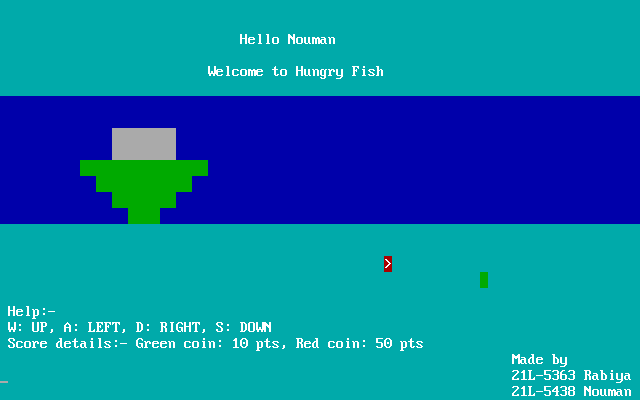 Hello Nouman
Welcome to Hungry Fish
>
Help:-
W: UP, A: LEFT, D: RIGHT, S: DOWN
Score details:- Green coin: 10 pts, Red coin: 50 pts
Made by
21L-5363 Rabiya
21L-5438 Nouman